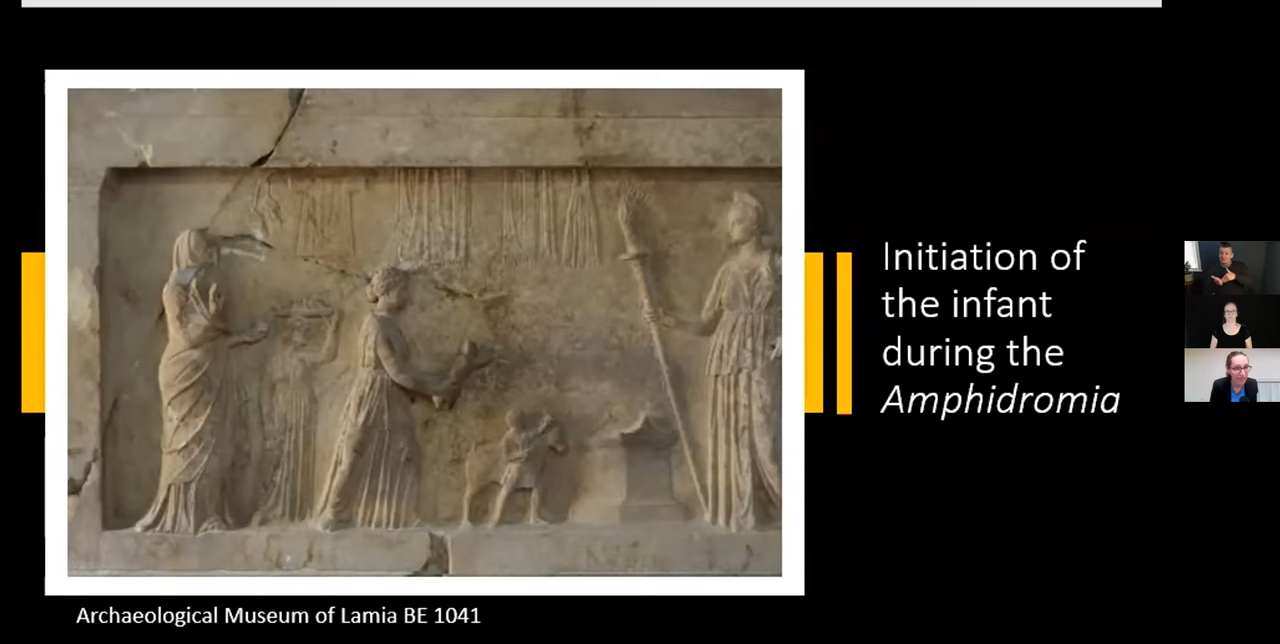 Initiation of
the infant
during the
Amphidromia
Archaeological Museum of Lamia BE 1041